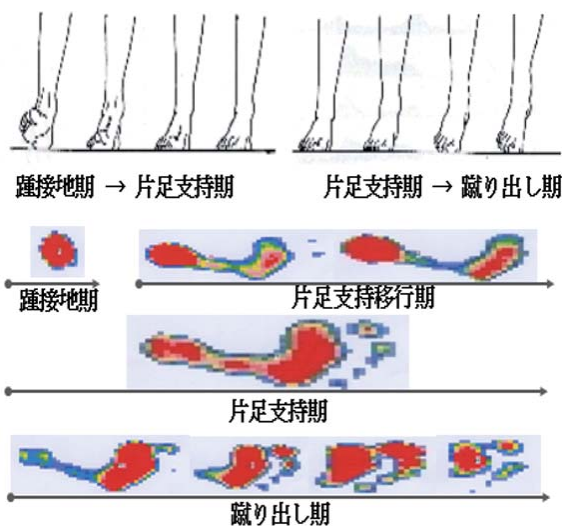 踵接地期 → 片足支持期
片足支持期 → 蹴り出し期
踵接地期
片足支持移行期
片足支持期
蹴り出し期